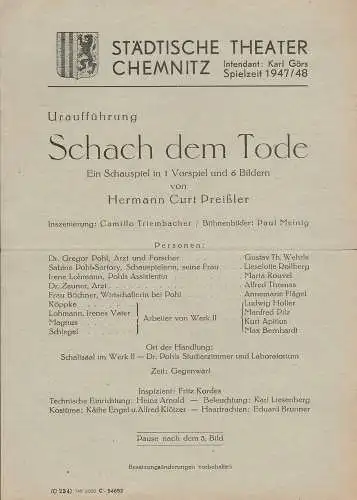 STÄDTISCHE THEATER
CHEMNITZ Intendant: Karl Görs
Spielzeit 1947/48
Uraufführung
Schach dem Tode
Ein Schauspiel in 1 Vorspiel und 6 Bildern
von
Hermann Curt Preißler
Inszenierung: Camillo Triembacher / Bühnenbilder: Paul Meinig
Personen:
Dr. Gregor Pohl, Arzt und Forscher Gustav Th. Wehrle
Sabine Pohl-Sartory, Schauspielerin, seine Frau Lieselotte Reißberg
Irene Lohmann, Pohls Assistentin Marta Kouvel
Dr. Zeuner, Arzt Alfred Thomas
Frau Büchner, Wirtschafterin bei Pohl Annemarie Flügel
Köppke Ludwig Holler
Lohmann, Irenes Vater Manfred Pilz
Magnus Arbeiter von Werk II Kurt Apitius
Schlegel Max Bernhardt
Ort der Handlung:
Schaltsaal im Werk II — Dr. Pohls Studierzimmer und Laboratorium
Zeit: Gegenwart
Inspizient: Fritz Kordes
Technische Einrichtung: Heinz Arnold — Beleuchtung: Karl Liesenberg
Kostüme: Käthe Engel u. Alfred Klötzer — Haartrachten: Eduard Brunner
Pause nach dem 3. Bild
Besetzungsänderungen vorbehalten